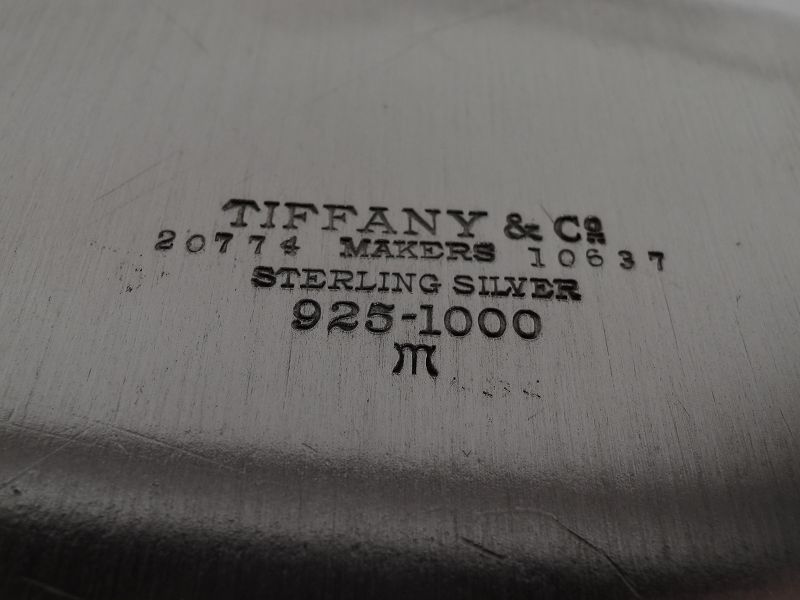 TIFFANY & Cº
20774 MAKERS 10637
STERLING SILVER
925-1000
m